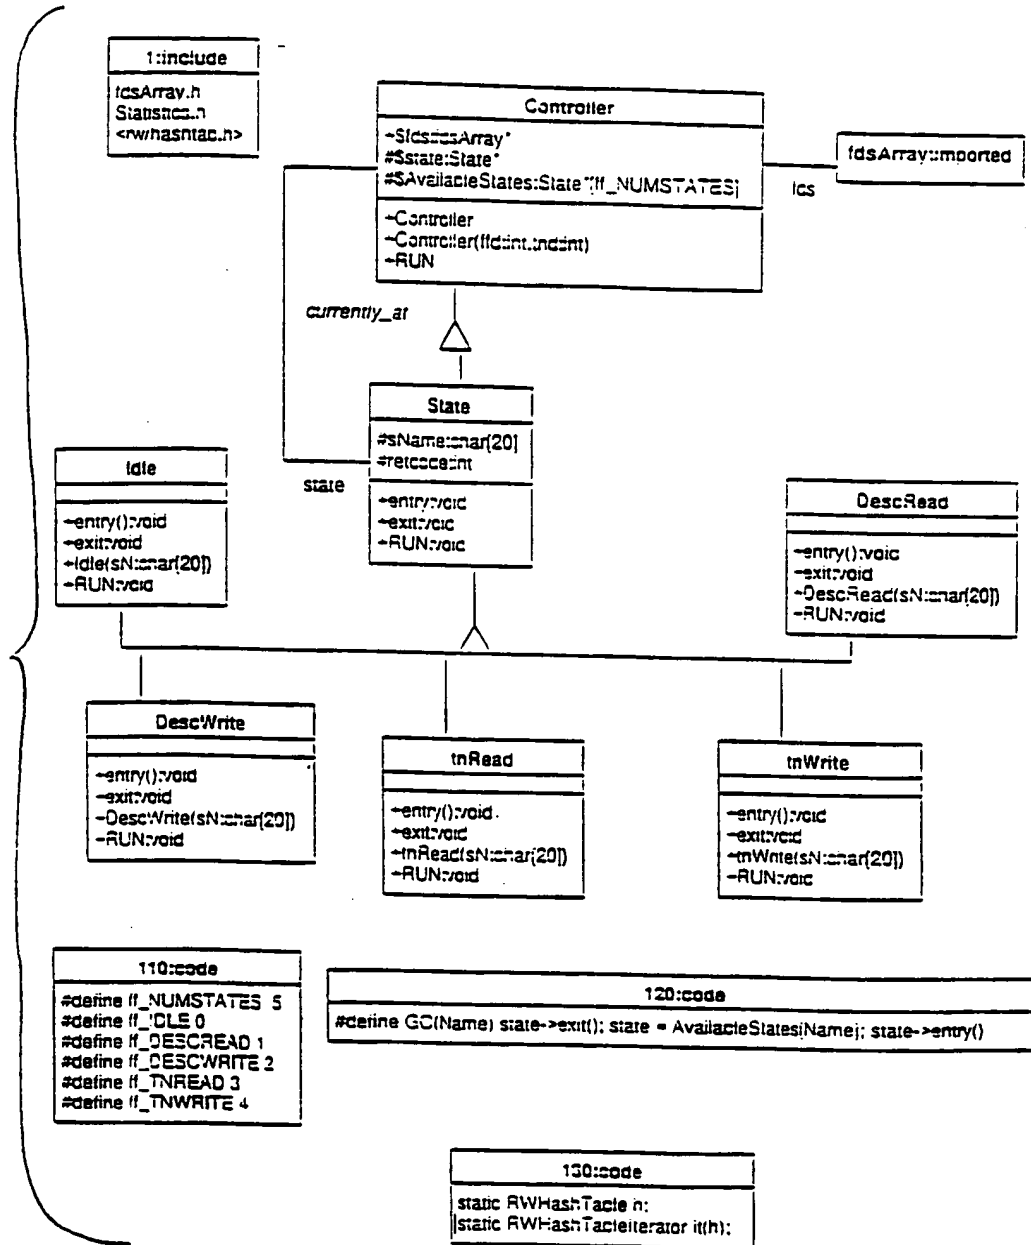 1:include
fdsArray.h
Statistics.h
<rw/hashtab.h>
Controller
+$fds:fdsArray*
#$state:State*
#$AvailableStates:State*[ff_NUMSTATES]
+Controller
+Controller(ffd:int,tnd:int)
+RUN
fdsArray::imported
fds
currently_at
State
#sName:char[20]
#retcode:int
+entry:void
+exit:void
+RUN:void
state
Idle
+entry():void
+exit:void
+Idle(sN:char[20])
+RUN:void
DescRead
+entry():void
+exit:void
+DescRead(sN:char[20])
+RUN:void
DescWrite
+entry():void
+exit:void
+DescWrite(sN:char[20])
+RUN:void
tnRead
+entry():void
+exit:void
+tnRead(sN:char[20])
+RUN:void
tnWrite
+entry():void
+exit:void
+tnWrite(sN:char[20])
+RUN:void
110:code
#define ff_NUMSTATES 5
#define ff_IDLE 0
#define ff_DESCREAD 1
#define ff_DESCWRITE 2
#define ff_TNREAD 3
#define ff_TNWRITE 4
120:code
#define GO(Name) state->exit(); state = AvailableStates[Name]; state->entry()
130:code
static RWHashTable h;
static RWHashTableIterator it(h);